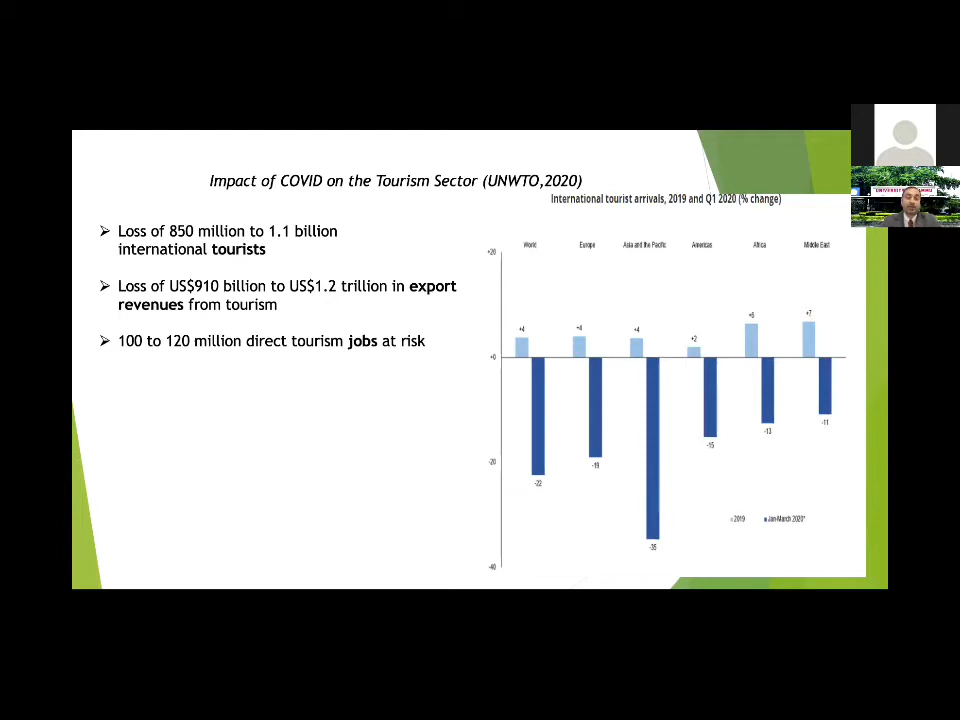 Impact of COVID on the Tourism Sector (UNWTO,2020)
International tourist arrivals, 2019 and Q1 2020 (% change)
Loss of 850 million to 1.1 billion
international tourists
Loss of US$910 billion to US$1.2 trillion in export
revenues from tourism
100 to 120 million direct tourism jobs at risk
World Europe Asia and the Pacific Americas Africa Middle East
+20
+4 +4 +4 +2 +6 +7
+0
-22 -19 -35 -15 -13 -11
-20
2019 Jan-March 2020*
-40